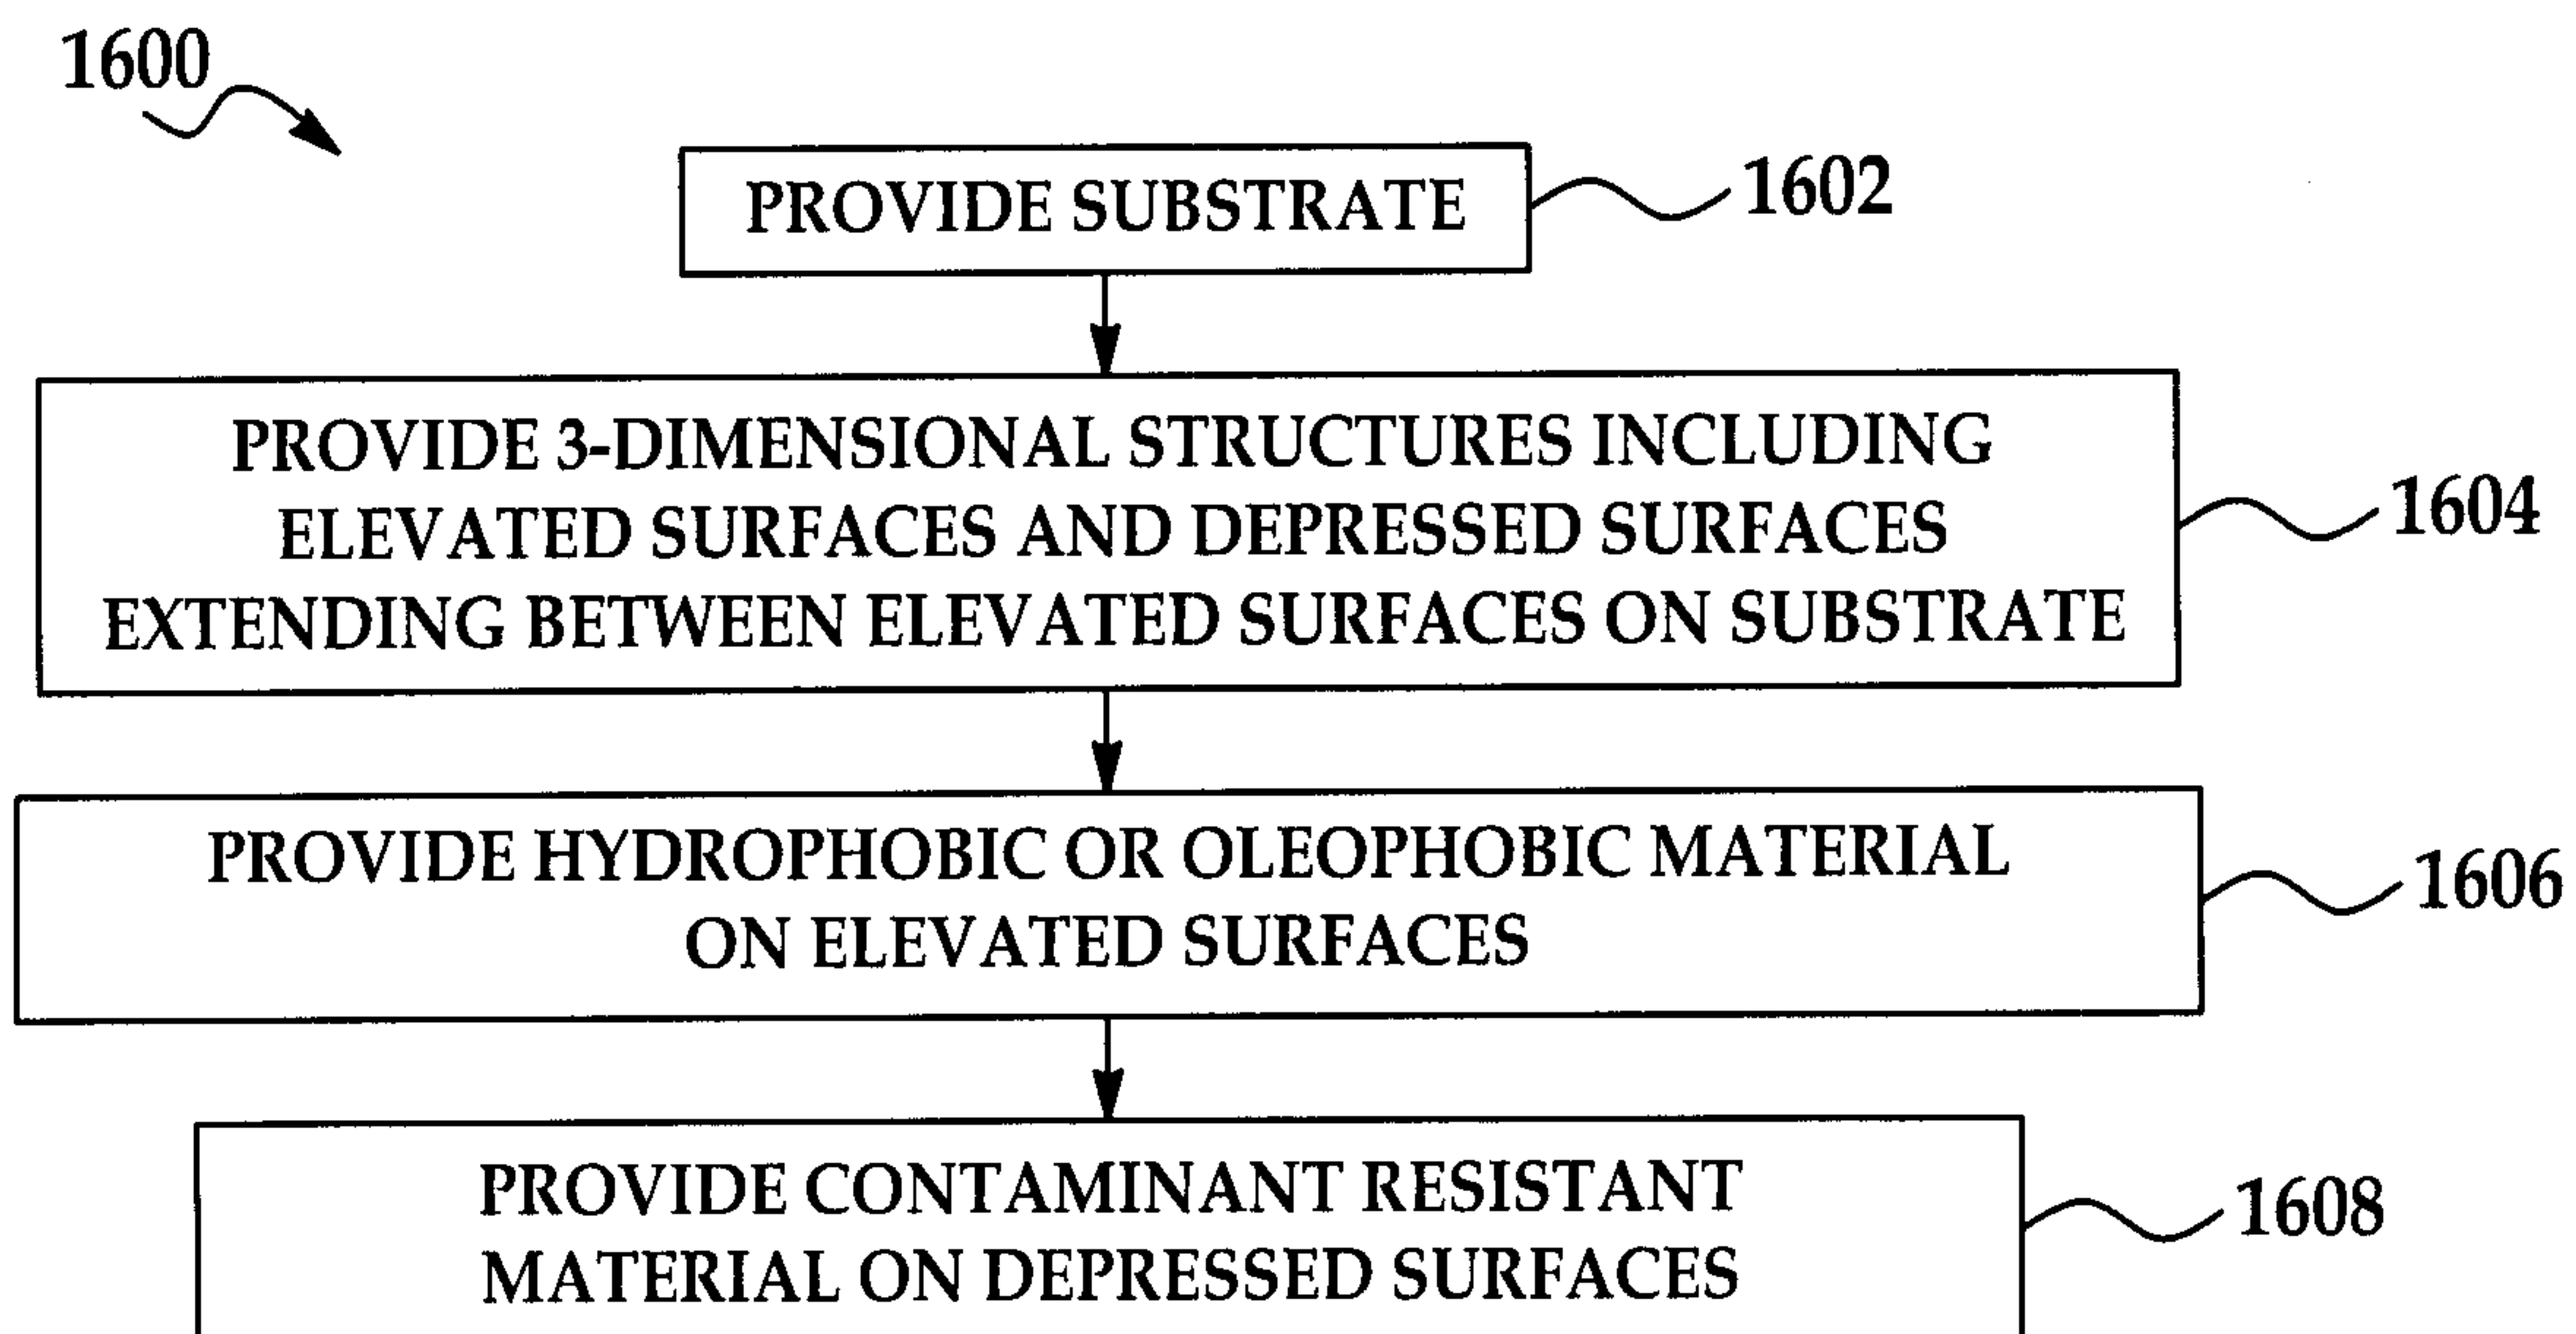 1600
PROVIDE SUBSTRATE
1602
PROVIDE 3-DIMENSIONAL STRUCTURES INCLUDING
ELEVATED SURFACES AND DEPRESSED SURFACES
EXTENDING BETWEEN ELEVATED SURFACES ON SUBSTRATE
1604
PROVIDE HYDROPHOBIC OR OLEOPHOBIC MATERIAL
ON ELEVATED SURFACES
1606
PROVIDE CONTAMINANT RESISTANT
MATERIAL ON DEPRESSED SURFACES
1608